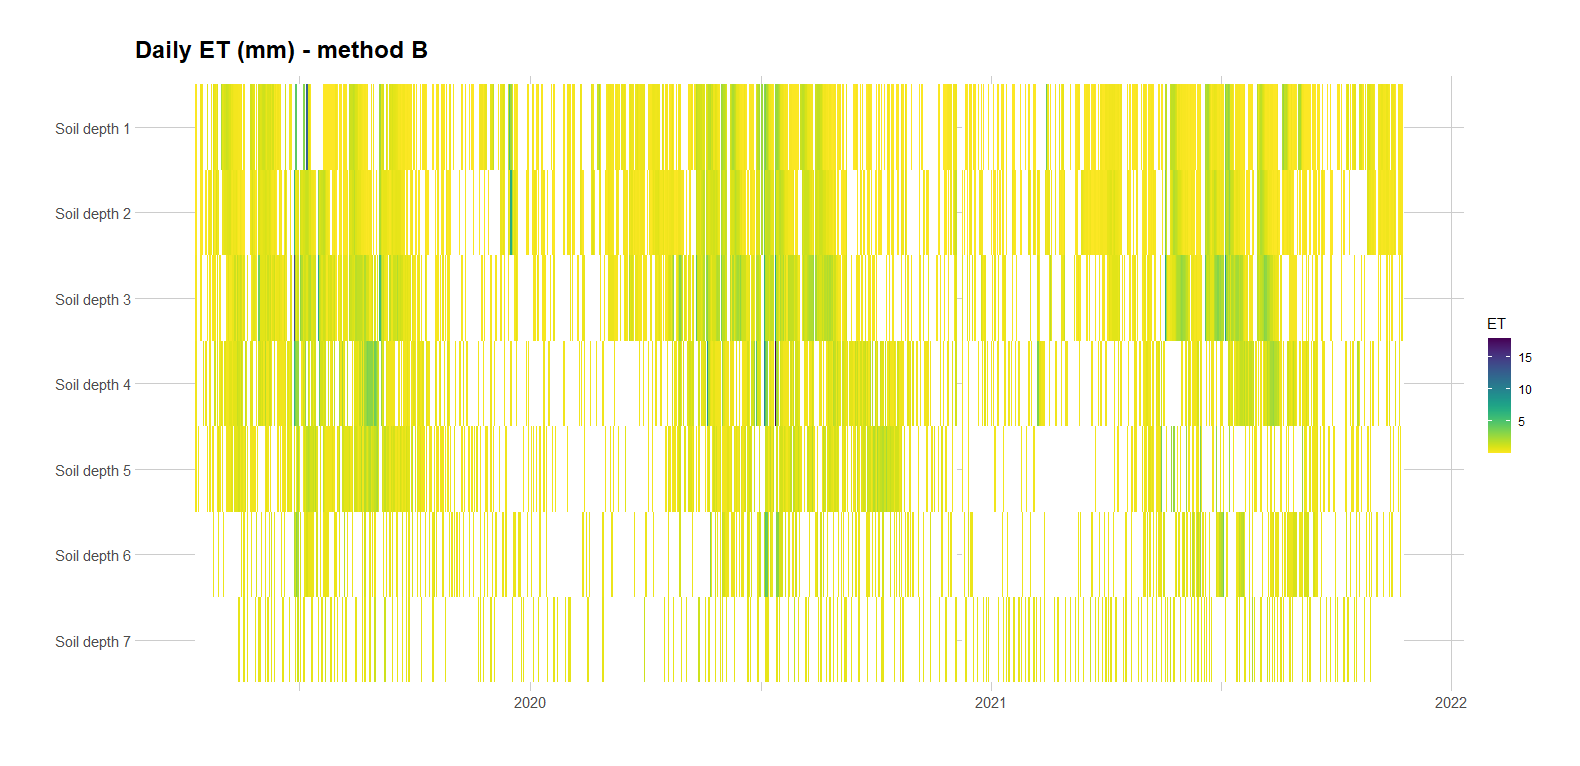 Daily ET (mm) - method B
Soil depth 1
Soil depth 2
Soil depth 3
Soil depth 4
Soil depth 5
Soil depth 6
Soil depth 7
2020
2021
2022
ET
15
10
5